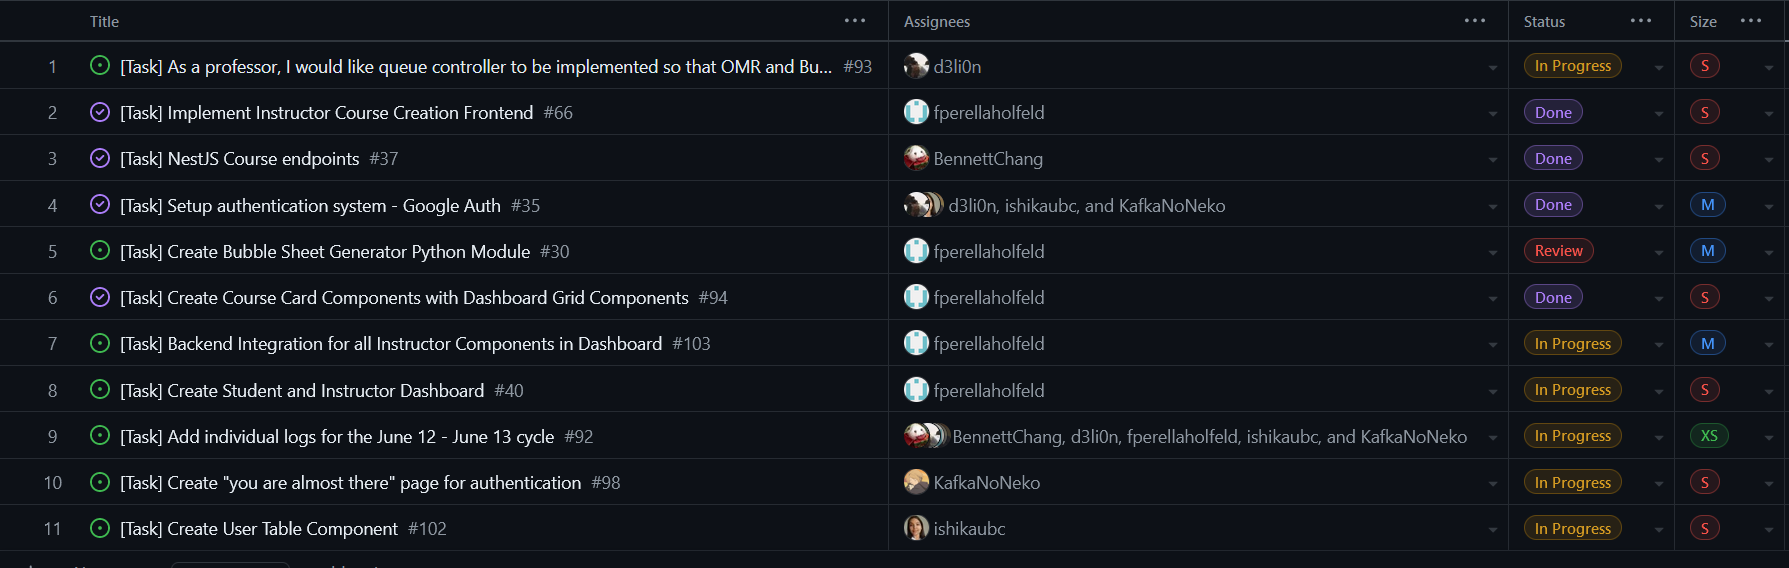 Title ... Assignees ... Status ... Size ...
1 [Task] As a professor, I would like queue controller to be implemented so that OMR and Bu... #93 d3li0n In Progress S
2 [Task] Implement Instructor Course Creation Frontend #66 fperellaholfeld Done S
3 [Task] NestJS Course endpoints #37 BennettChang Done S
4 [Task] Setup authentication system - Google Auth #35 d3li0n, ishikaubc, and KafkaNoNeko Done M
5 [Task] Create Bubble Sheet Generator Python Module #30 fperellaholfeld Review M
6 [Task] Create Course Card Components with Dashboard Grid Components #94 fperellaholfeld Done S
7 [Task] Backend Integration for all Instructor Components in Dashboard #103 fperellaholfeld In Progress M
8 [Task] Create Student and Instructor Dashboard #40 fperellaholfeld In Progress S
9 [Task] Add individual logs for the June 12 - June 13 cycle #92 BennettChang, d3li0n, fperellaholfeld, ishikaubc, and KafkaNoNeko In Progress XS
10 [Task] Create "you are almost there" page for authentication #98 KafkaNoNeko In Progress S
11 [Task] Create User Table Component #102 ishikaubc In Progress S